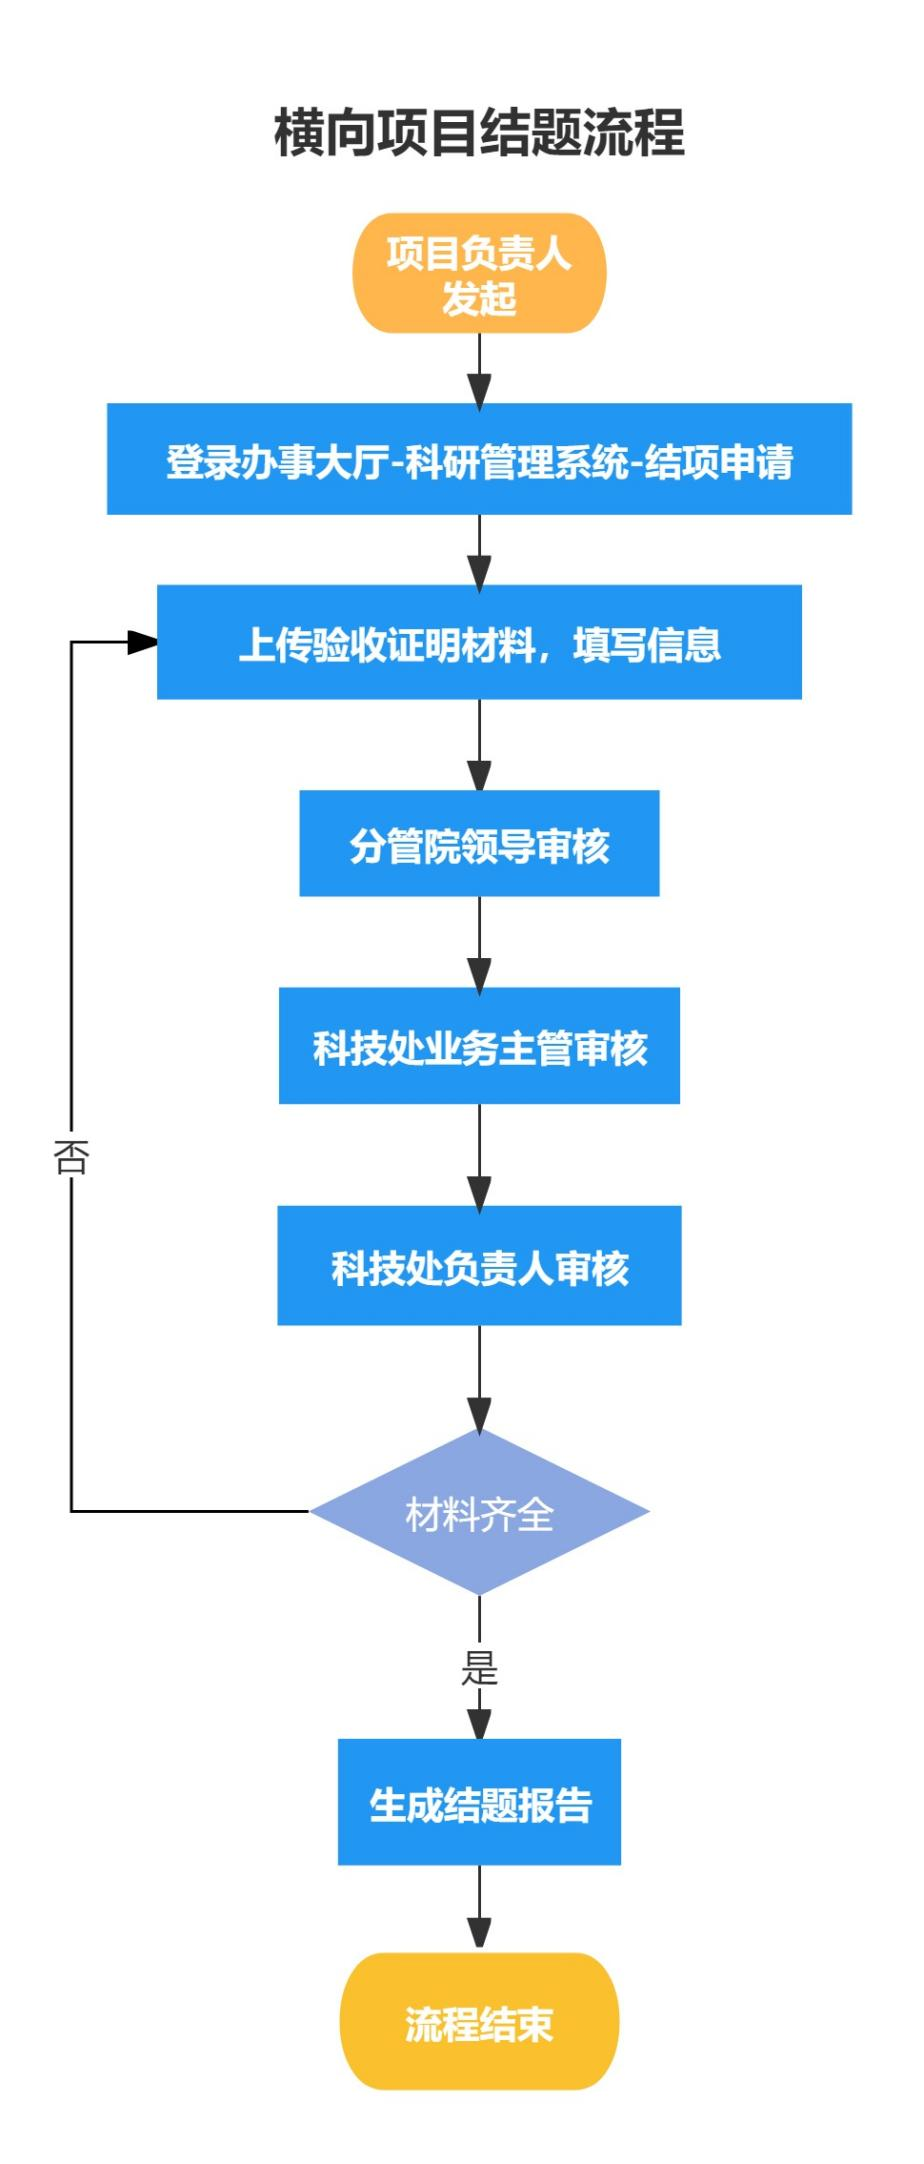 横向项目结题流程
项目负责人
发起
登录办事大厅-科研管理系统-结项申请
上传验收证明材料，填写信息
分管院领导审核
科技处业务主管审核
否
科技处负责人审核
材料齐全
是
生成结题报告
流程结束